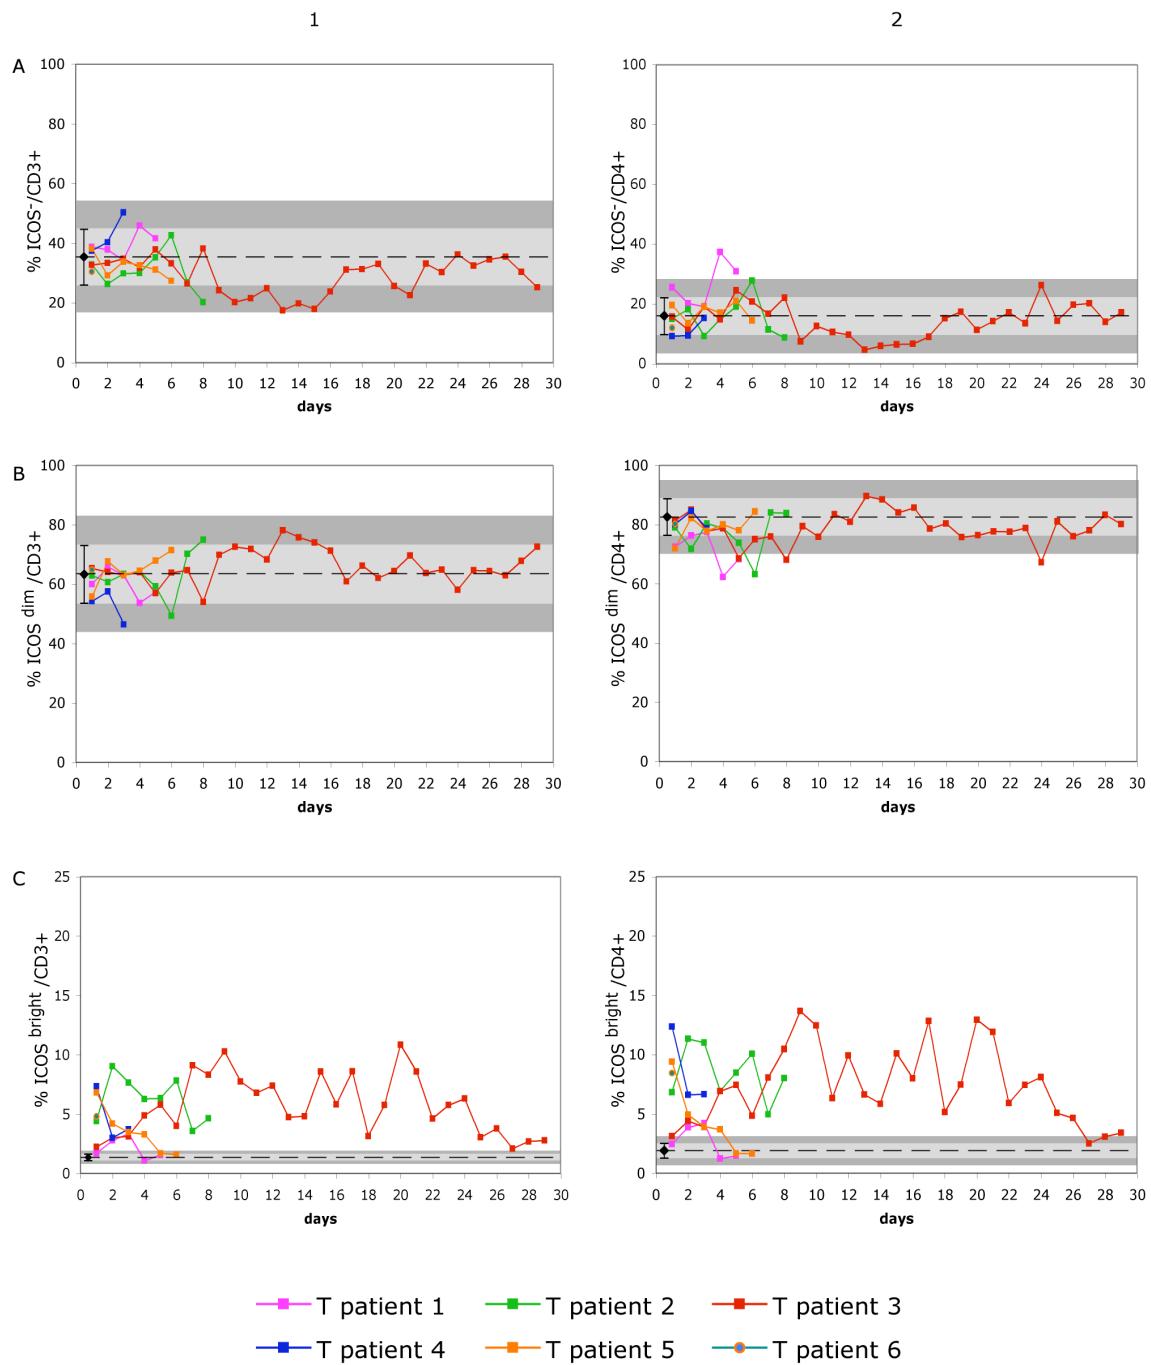 1 2
A
% ICOS-/CD3+
100
80
60
40
20
0
0 2 4 6 8 10 12 14 16 18 20 22 24 26 28 30
days
% ICOS-/CD4+
100
80
60
40
20
0
0 2 4 6 8 10 12 14 16 18 20 22 24 26 28 30
days
B
% ICOS dim /CD3+
100
80
60
40
20
0
0 2 4 6 8 10 12 14 16 18 20 22 24 26 28 30
days
% ICOS dim /CD4+
100
80
60
40
20
0
0 2 4 6 8 10 12 14 16 18 20 22 24 26 28 30
days
C
% ICOS bright /CD3+
25
20
15
10
5
0
0 2 4 6 8 10 12 14 16 18 20 22 24 26 28 30
days
% ICOS bright /CD4+
25
20
15
10
5
0
0 2 4 6 8 10 12 14 16 18 20 22 24 26 28 30
days
T patient 1 T patient 2 T patient 3
T patient 4 T patient 5 T patient 6